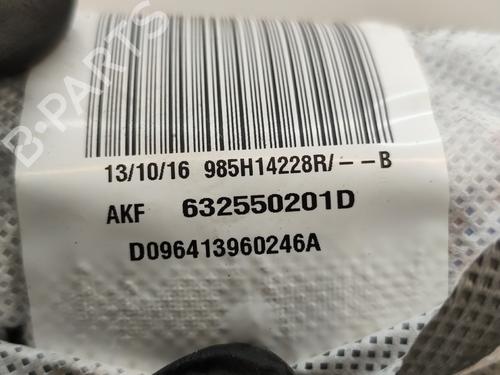 B-PARTS
13/10/16 985H14228R/--B
AKF 632550201D
D096413960246A